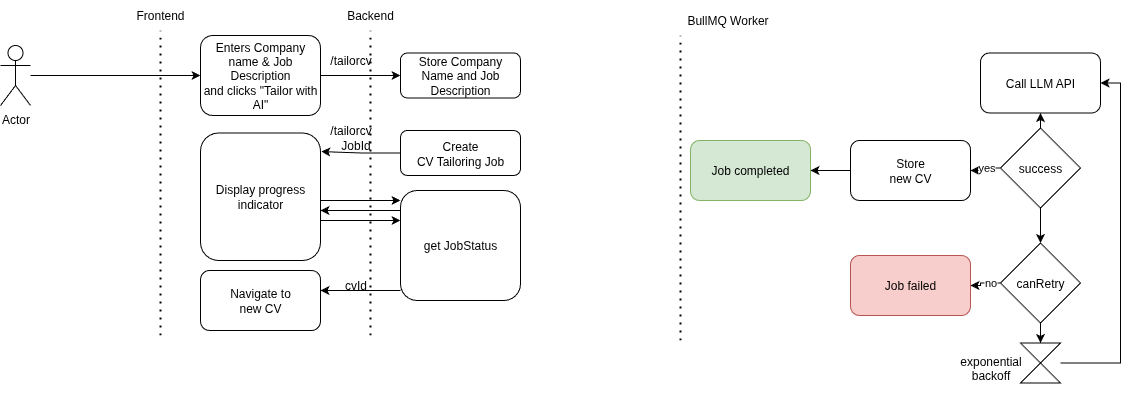 Frontend
Backend
BullMQ Worker
Actor
Enters Company
name & Job
Description
and clicks "Tailor with
AI"
/tailorcv
Store Company
Name and Job
Description
/tailorcv
JobId
Create
CV Tailoring Job
Display progress
indicator
get JobStatus
cvId
Navigate to
new CV
Call LLM API
success
yes
Store
new CV
Job completed
canRetry
no
Job failed
exponential
backoff